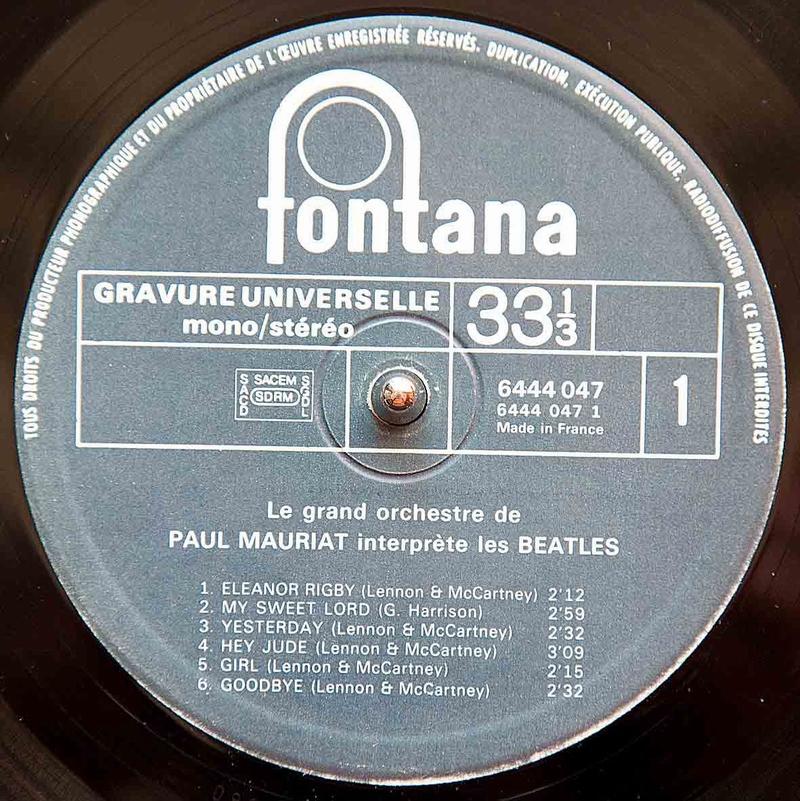 TOUS DROITS DU PRODUCTEUR PHONOGRAPHIQUE ET DU PROPRIÉTAIRE DE L'ŒUVRE ENREGISTRÉE RÉSERVÉS. DUPLICATION, EXÉCUTION PUBLIQUE, RADIODIFFUSION DE CE DISQUE INTERDITES
fontana
GRAVURE UNIVERSELLE
mono/stéréo
33 1/3
SACEM
SACD
SDRM
SGDL
6444 047
6444 047 1
Made in France
1
Le grand orchestre de
PAUL MAURIAT interprète les BEATLES
1. ELEANOR RIGBY (Lennon & McCartney) 2'12
2. MY SWEET LORD (G. Harrison) 2'59
3. YESTERDAY (Lennon & McCartney) 2'32
4. HEY JUDE (Lennon & McCartney) 3'09
5. GIRL (Lennon & McCartney) 2'15
6. GOODBYE (Lennon & McCartney) 2'32